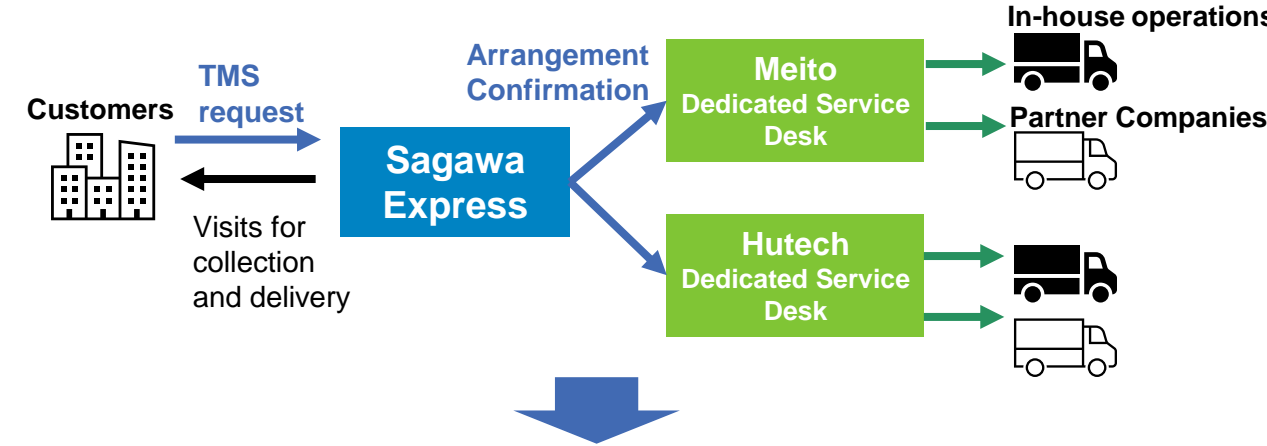 Customers
TMS
request
Visits for
collection
and delivery
Sagawa
Express
Arrangement
Confirmation
Meito
Dedicated Service
Desk
Hutech
Dedicated Service
Desk
In-house operations
Partner Companies